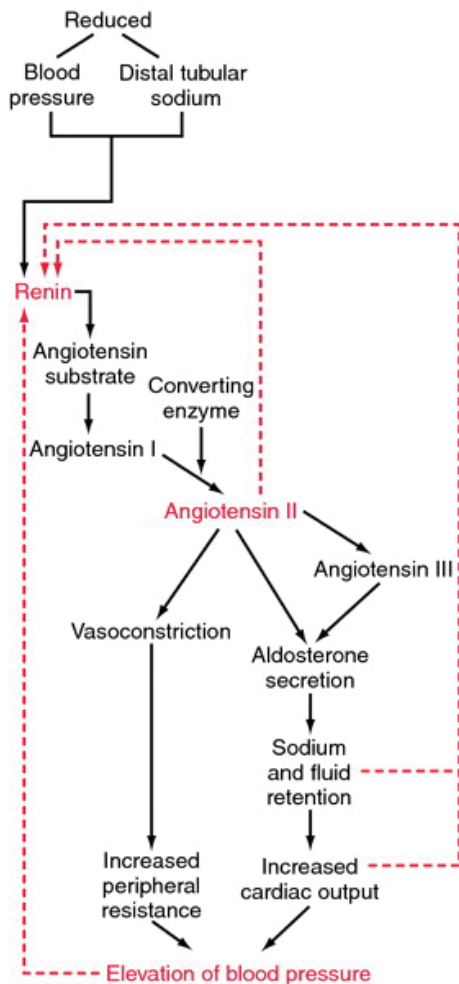 Reduced
Blood
pressure
Distal tubular
sodium
Renin
Angiotensin
substrate
Converting
enzyme
Angiotensin I
Angiotensin II
Angiotensin III
Vasoconstriction
Aldosterone
secretion
Sodium
and fluid
retention
Increased
peripheral
resistance
Increased
cardiac output
Elevation of blood pressure